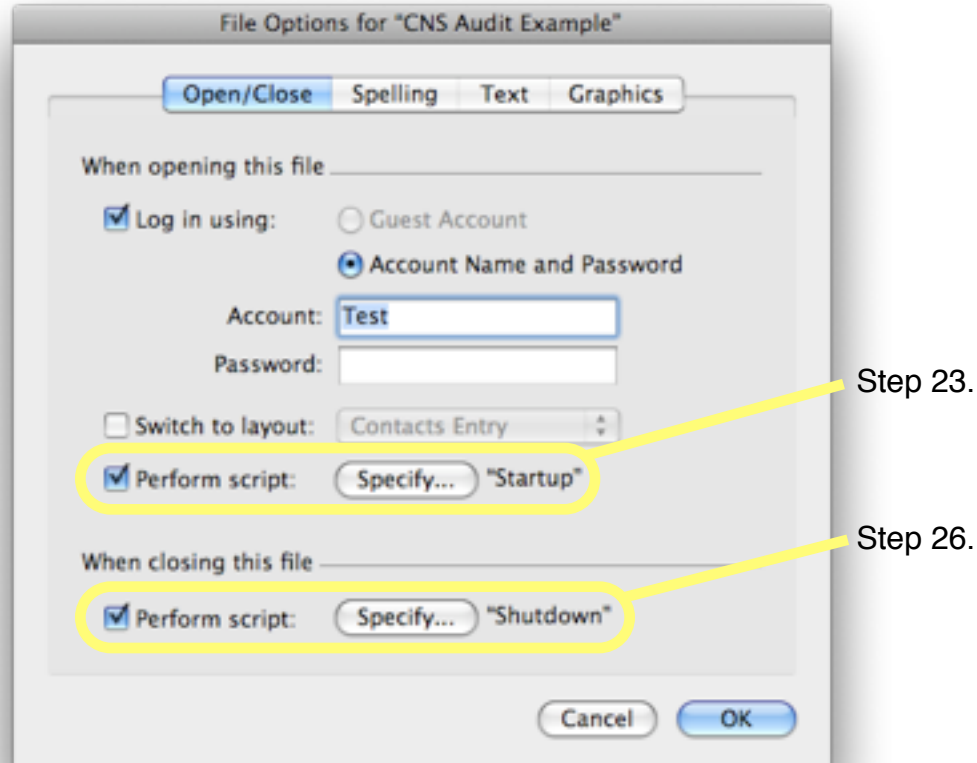 File Options for "CNS Audit Example"
Open/Close Spelling Text Graphics
When opening this file
Log in using: Guest Account
Account Name and Password
Account: Test
Password:
Step 23.
Switch to layout: Contacts Entry
Perform script: Specify... "Startup"
Step 26.
When closing this file
Perform script: Specify... "Shutdown"
Cancel OK